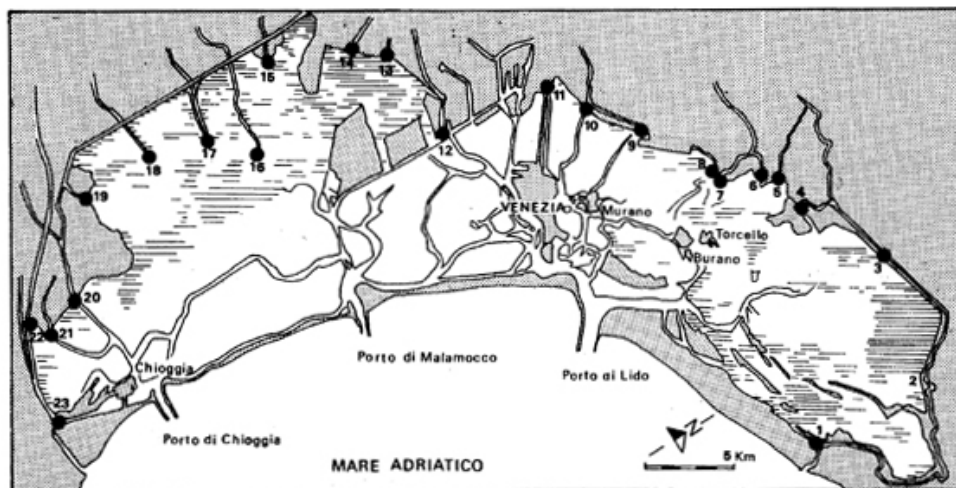 15
14
13
11
10
9
12
18
17
16
8
7
6
5
4
19
VENEZIA
Murano
Torcello
Burano
3
20
22
21
Chioggia
Porto di Malamocco
Porto di Lido
2
23
Porto di Chioggia
1
N
MARE ADRIATICO
5 Km